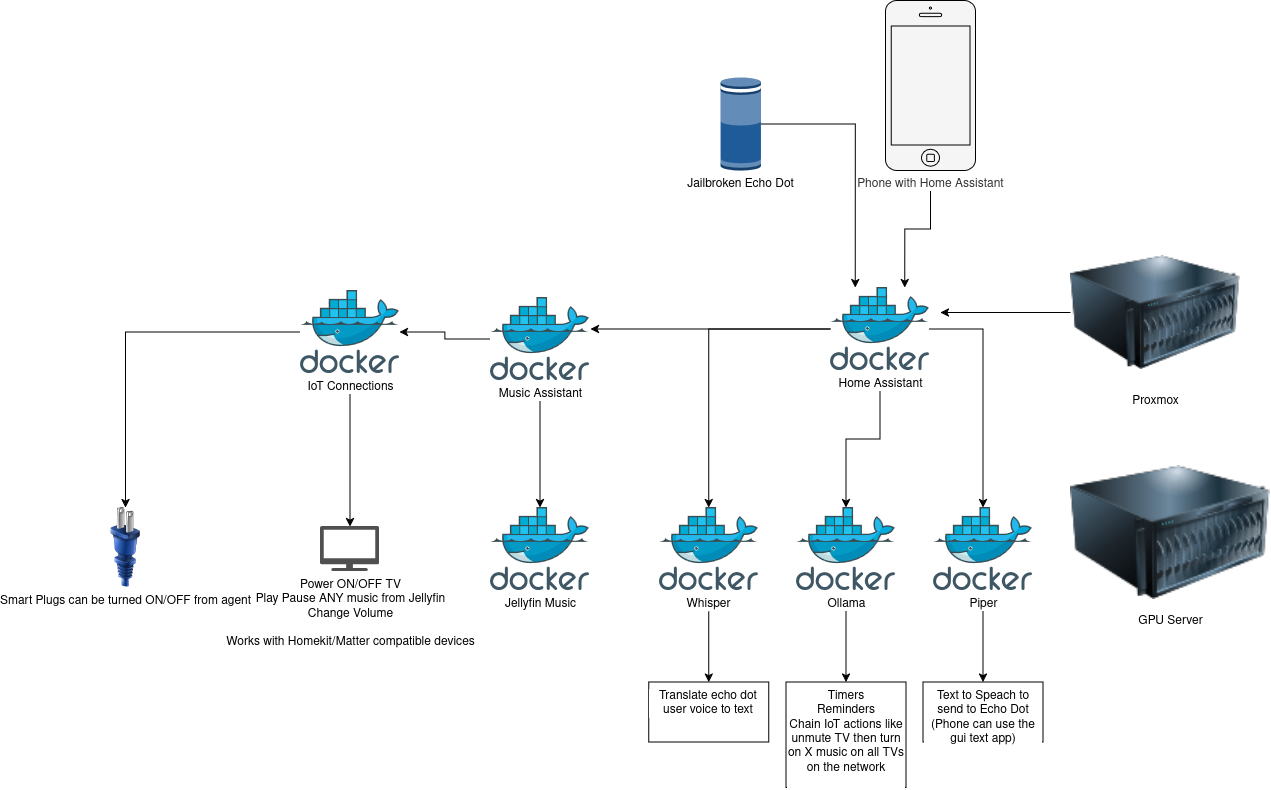 Jailbroken Echo Dot
Phone with Home Assistant
docker
IoT Connections
docker
Music Assistant
docker
Home Assistant
Proxmox
Smart Plugs can be turned ON/OFF from agent
Power ON/OFF TV
Play Pause ANY music from Jellyfin
Change Volume
Works with Homekit/Matter compatible devices
docker
Jellyfin Music
docker
Whisper
docker
Ollama
docker
Piper
GPU Server
Translate echo dot
user voice to text
Timers
Reminders
Chain IoT actions like
unmute TV then turn
on X music on all TVs
on the network
Text to Speach to
send to Echo Dot
(Phone can use the
gui text app)